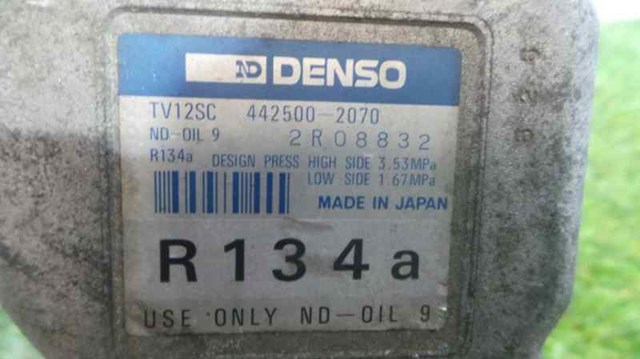 ND DENSO
TV12SC 442500-2070
ND-OIL 9 2R08832
R134a DESIGN PRESS HIGH SIDE 3.53MPa
LOW SIDE 1.67MPa
MADE IN JAPAN
R134a
USE ONLY ND-OIL 9